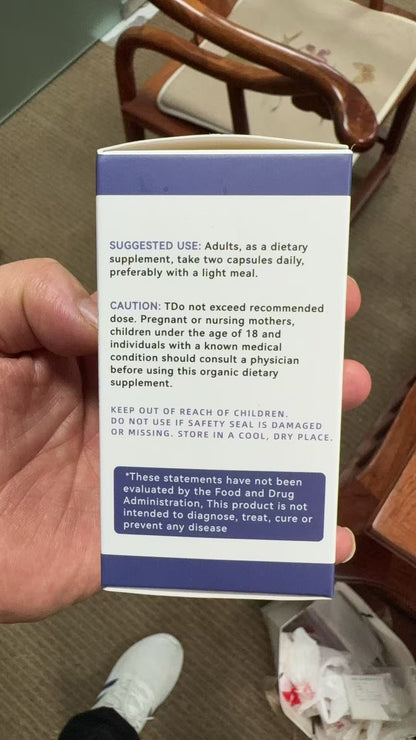 SUGGESTED USE: Adults, as a dietary
supplement, take two capsules daily,
preferably with a light meal.
CAUTION: TDo not exceed recommended
dose. Pregnant or nursing mothers,
children under the age of 18 and
individuals with a known medical
condition should consult a physician
before using this organic dietary
supplement.
KEEP OUT OF REACH OF CHILDREN.
DO NOT USE IF SAFETY SEAL IS DAMAGED
OR MISSING. STORE IN A COOL, DRY PLACE.
*These statements have not been
evaluated by the Food and Drug
Administration, This product is not
intended to diagnose, treat, cure or
prevent any disease